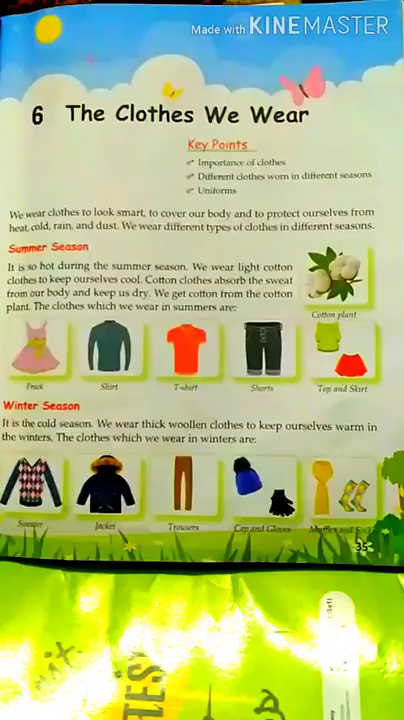 Made with KINEMASTER
6 The Clothes We Wear
Key Points
Importance of clothes
Different clothes worn in different seasons
Uniforms
We wear clothes to look smart, to cover our body and to protect ourselves from
heat, cold, rain, and dust. We wear different types of clothes in different seasons.
Summer Season
It is so hot during the summer season. We wear light cotton
clothes to keep ourselves cool. Cotton clothes absorb the sweat
from our body and keep us dry. We get cotton from the cotton
plant. The clothes which we wear in summers are:
Cotton plant
Frock Shirt T-shirt Shorts Top and Skirt
Winter Season
It is the cold season. We wear thick woollen clothes to keep ourselves warm in
the winters. The clothes which we wear in winters are:
Sweater Jacket Trousers Cap and Gloves Muffler and
35